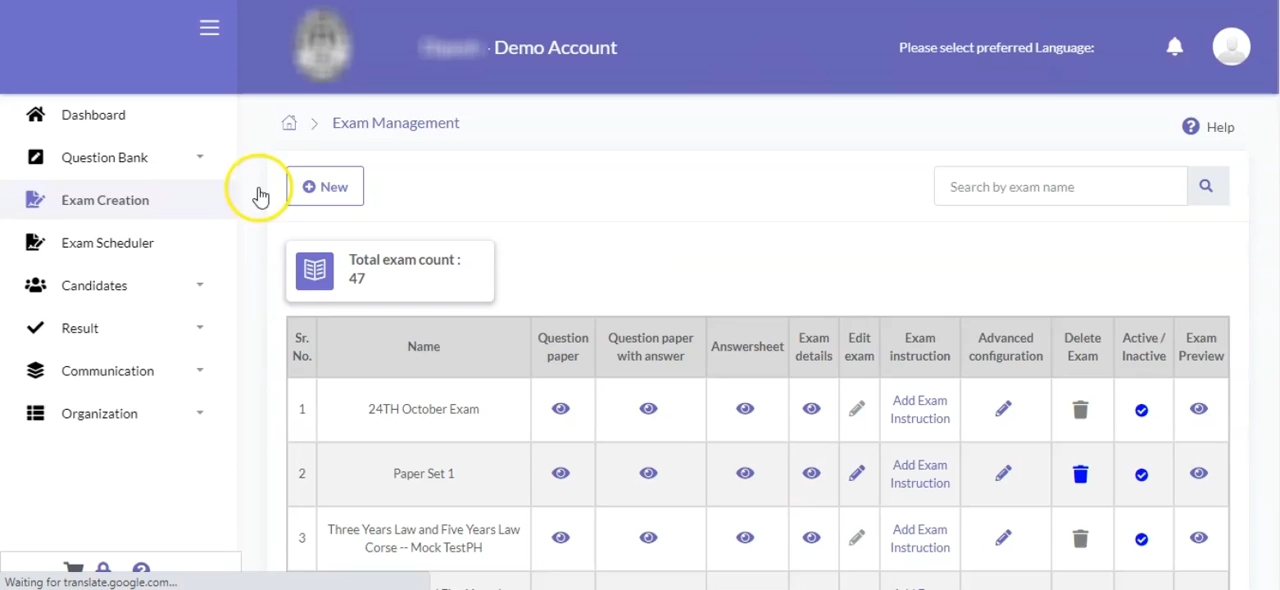 - Demo Account
Please select preferred Language:
Dashboard
Question Bank
Exam Creation
Exam Scheduler
Candidates
Result
Communication
Organization
Exam Management
Help
New
Search by exam name
Total exam count :
47
Sr.
No.
Name
Question
paper
Question paper
with answer
Answersheet
Exam
details
Edit
exam
Exam
instruction
Advanced
configuration
Delete
Exam
Active /
Inactive
Exam
Preview
1
24TH October Exam
Add Exam
Instruction
2
Paper Set 1
Add Exam
Instruction
3
Three Years Law and Five Years Law
Corse -- Mock TestPH
Add Exam
Instruction
Waiting for translate.google.com...